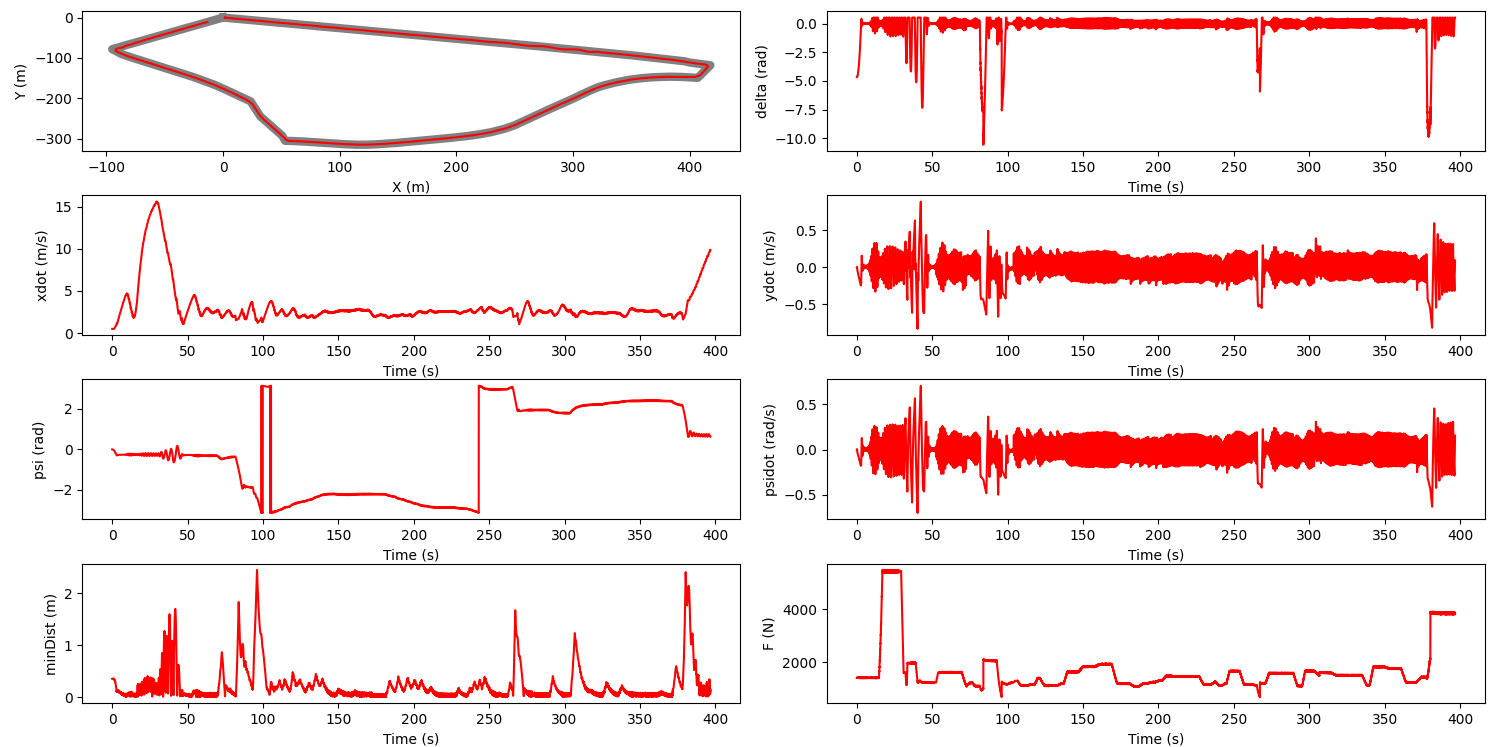 0
−100
−200
−300
Y (m)
−100 0 100 200 300 400
X (m)
0.0
−2.5
−5.0
−7.5
−10.0
delta (rad)
0 50 100 150 200 250 300 350 400
Time (s)
15
10
5
0
xdot (m/s)
0 50 100 150 200 250 300 350 400
Time (s)
0.5
0.0
−0.5
ydot (m/s)
0 50 100 150 200 250 300 350 400
Time (s)
2
0
−2
psi (rad)
0 50 100 150 200 250 300 350 400
Time (s)
0.5
0.0
−0.5
psidot (rad/s)
0 50 100 150 200 250 300 350 400
Time (s)
2
1
0
minDist (m)
0 50 100 150 200 250 300 350 400
Time (s)
4000
2000
F (N)
0 50 100 150 200 250 300 350 400
Time (s)